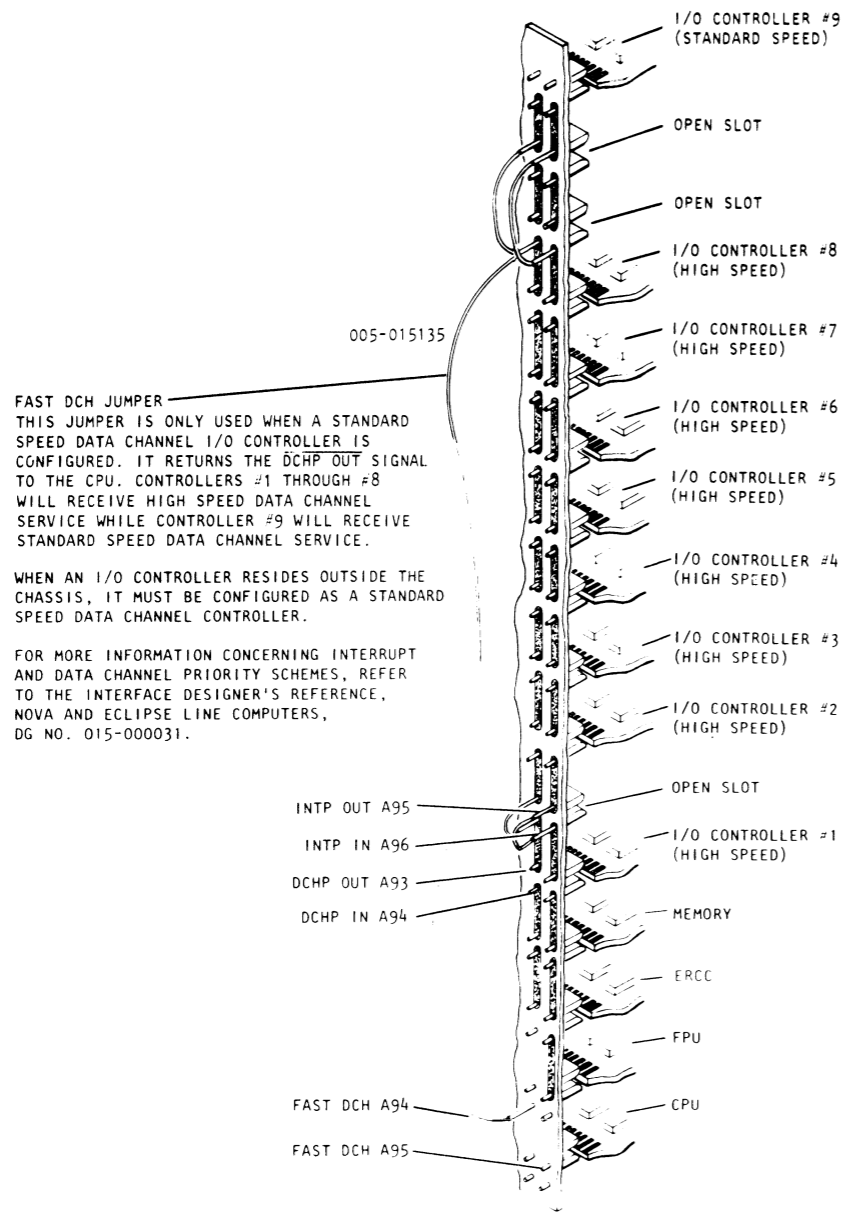 I/O CONTROLLER #9
(STANDARD SPEED)
OPEN SLOT
OPEN SLOT
I/O CONTROLLER #8
(HIGH SPEED)
005-015135
I/O CONTROLLER #7
(HIGH SPEED)
FAST DCH JUMPER
THIS JUMPER IS ONLY USED WHEN A STANDARD
SPEED DATA CHANNEL I/O CONTROLLER IS
CONFIGURED. IT RETURNS THE DCHP OUT SIGNAL
TO THE CPU. CONTROLLERS #1 THROUGH #8
WILL RECEIVE HIGH SPEED DATA CHANNEL
SERVICE WHILE CONTROLLER #9 WILL RECEIVE
STANDARD SPEED DATA CHANNEL SERVICE.
WHEN AN I/O CONTROLLER RESIDES OUTSIDE THE
CHASSIS, IT MUST BE CONFIGURED AS A STANDARD
SPEED DATA CHANNEL CONTROLLER.
FOR MORE INFORMATION CONCERNING INTERRUPT
AND DATA CHANNEL PRIORITY SCHEMES, REFER
TO THE INTERFACE DESIGNER'S REFERENCE,
NOVA AND ECLIPSE LINE COMPUTERS,
DG NO. 015-000031.
I/O CONTROLLER #6
(HIGH SPEED)
I/O CONTROLLER #5
(HIGH SPEED)
I/O CONTROLLER #4
(HIGH SPEED)
I/O CONTROLLER #3
(HIGH SPEED)
I/O CONTROLLER #2
(HIGH SPEED)
OPEN SLOT
INTP OUT A95
INTP IN A96
I/O CONTROLLER #1
(HIGH SPEED)
DCHP OUT A93
DCHP IN A94
MEMORY
ERCC
FPU
FAST DCH A94
CPU
FAST DCH A95